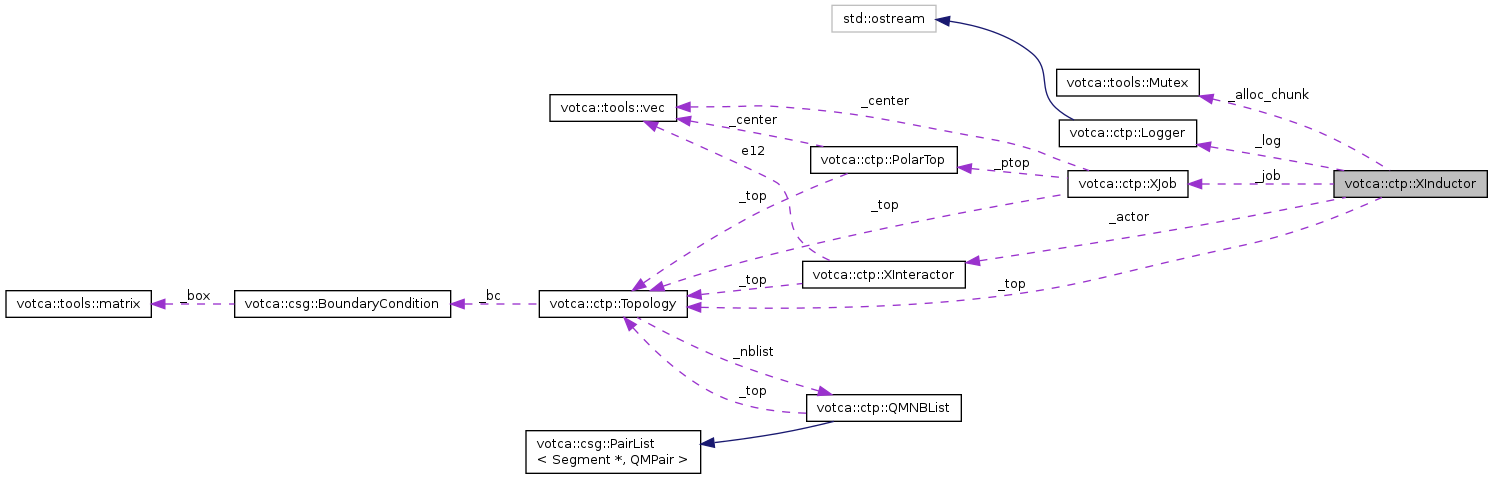 std::ostream
votca::tools::Mutex
_alloc_chunk
votca::tools::vec
_center
_center
votca::ctp::Logger
_log
e12
votca::ctp::PolarTop
_ptop
votca::ctp::XJob
_job
votca::ctp::XInductor
_top
_top
_actor
votca::ctp::XInteractor
_top
_top
votca::tools::matrix
_box
votca::csg::BoundaryCondition
_bc
votca::ctp::Topology
_nblist
_top
votca::ctp::QMNBList
votca::csg::PairList
< Segment *, QMPair >